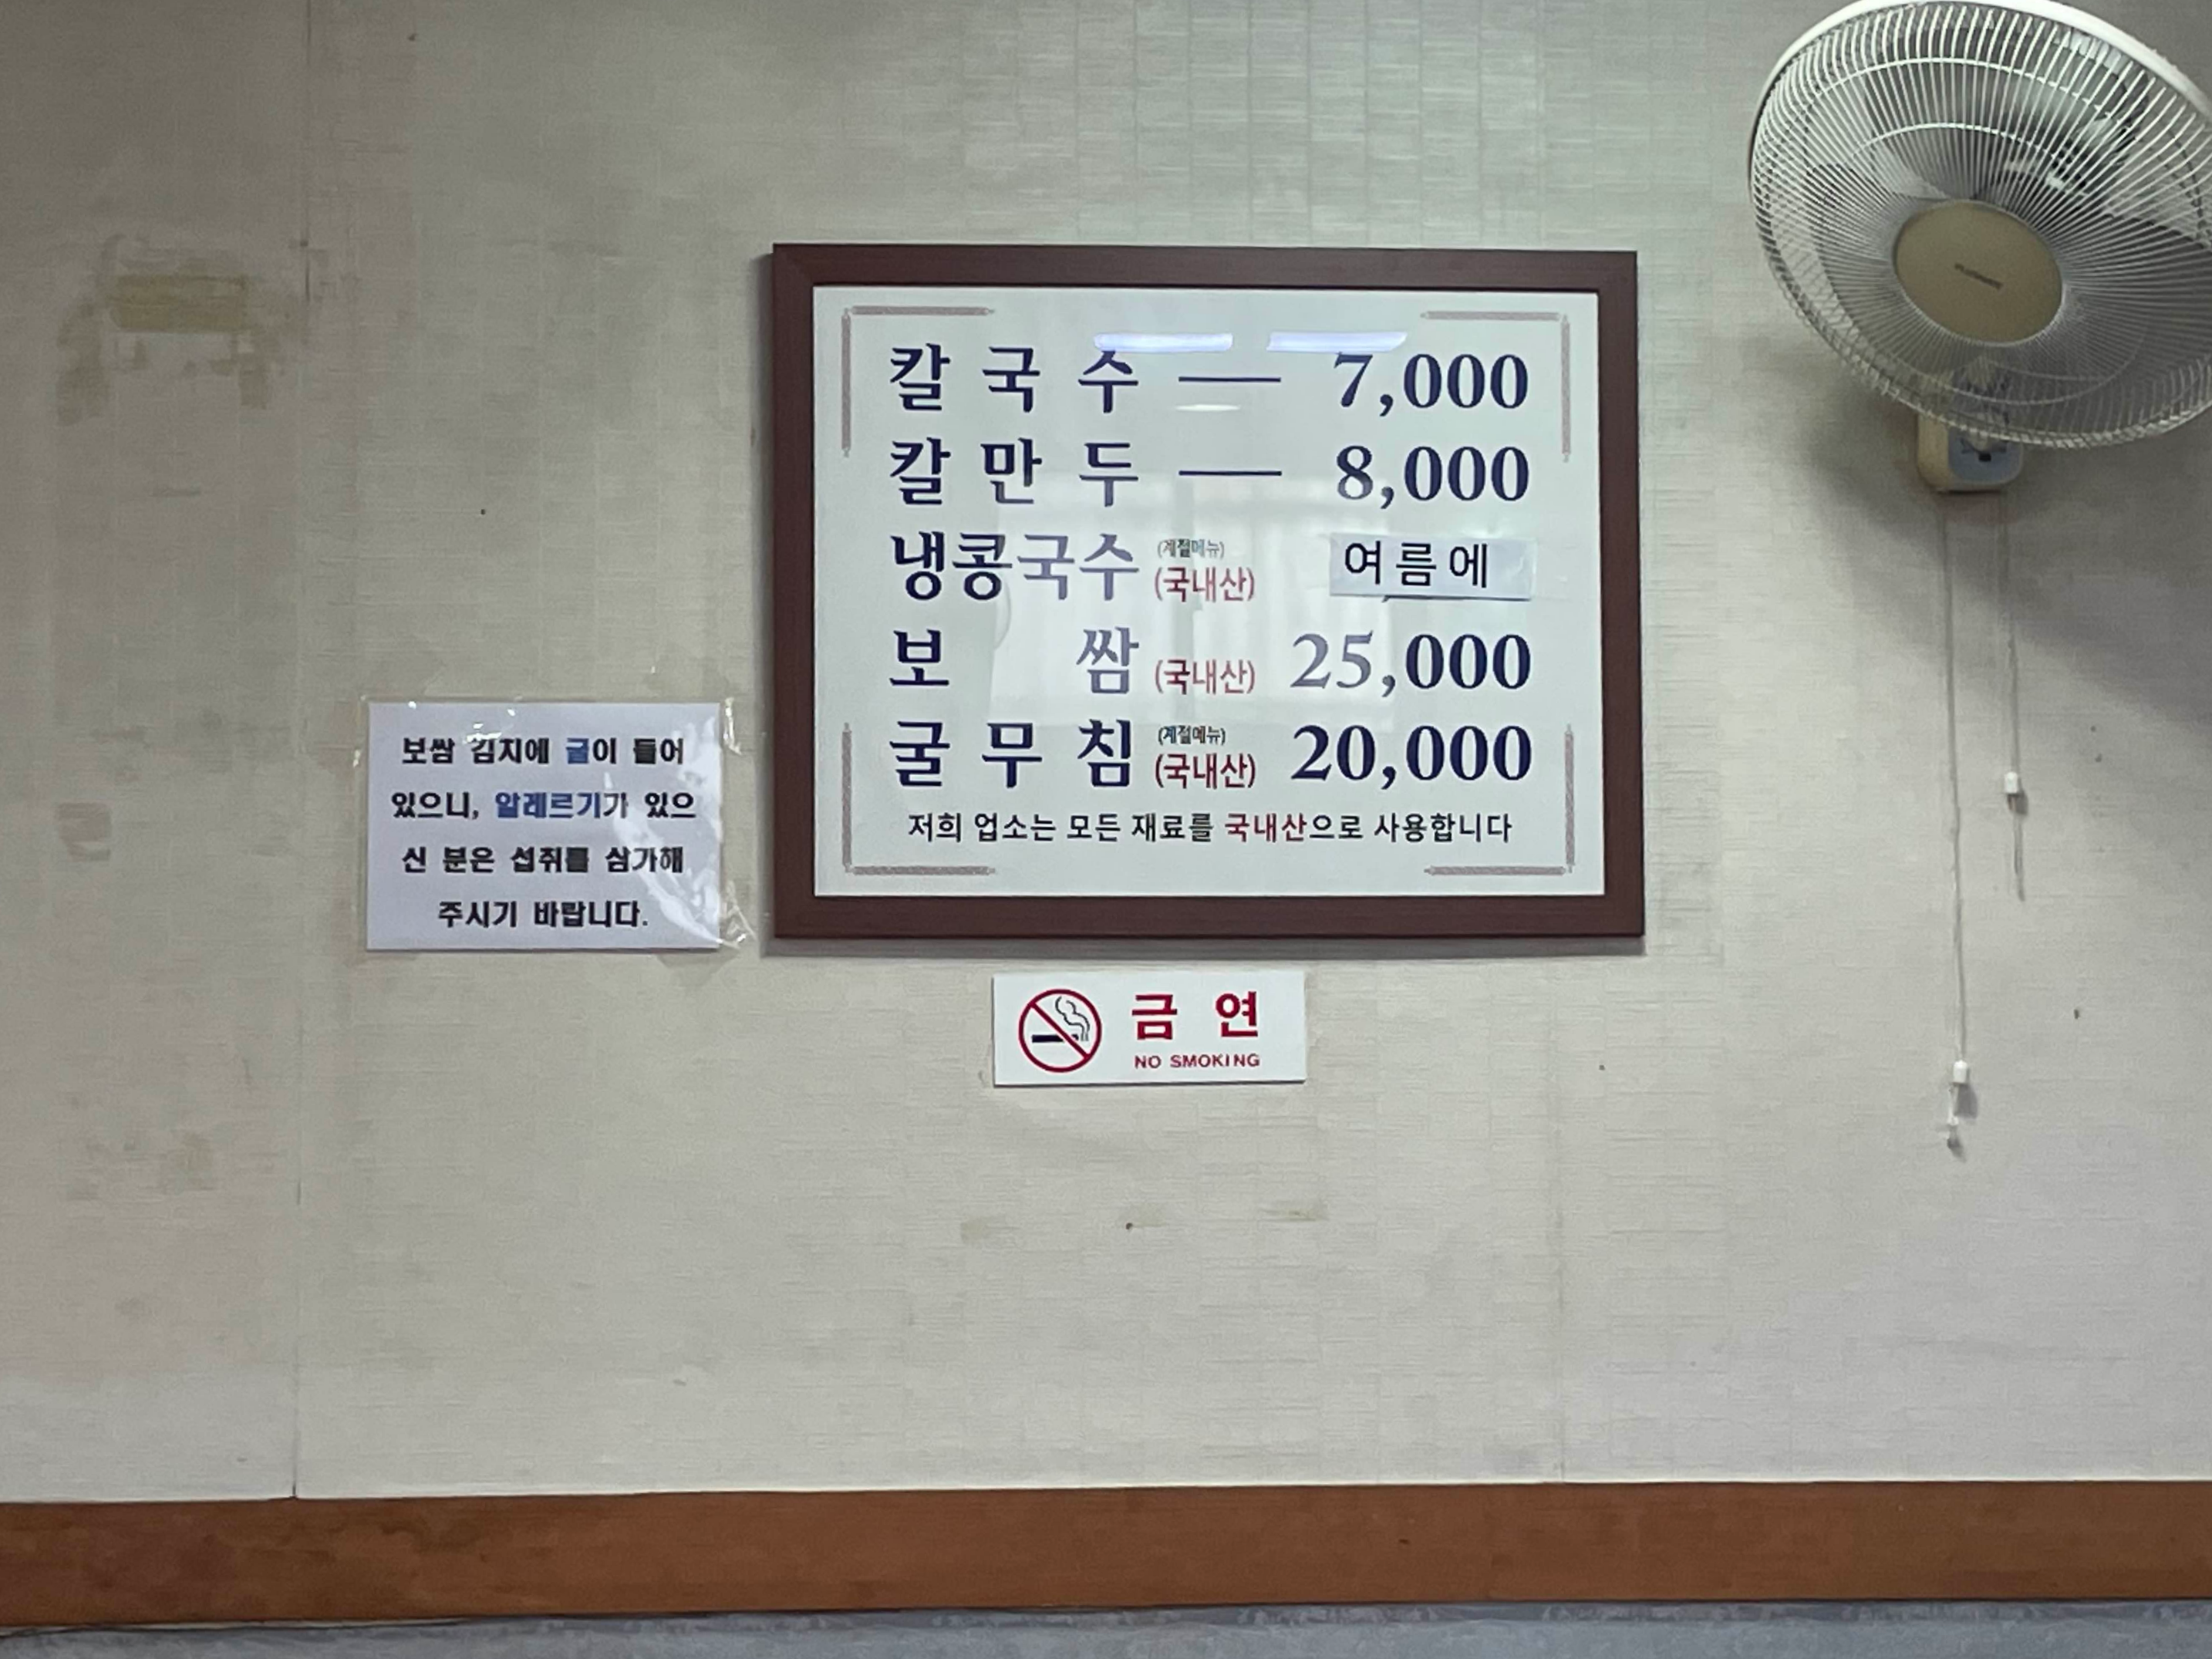 칼국수 — 7,000
칼만두 — 8,000
냉콩국수 (계절메뉴) (국내산) 여름에
보쌈 (국내산) 25,000
굴무침 (계절메뉴) (국내산) 20,000
저희 업소는 모든 재료를 국내산으로 사용합니다
보쌈 김치에 굴이 들어
있으니, 알레르기가 있으
신 분은 섭취를 삼가해
주시기 바랍니다.
금연
NO SMOKING